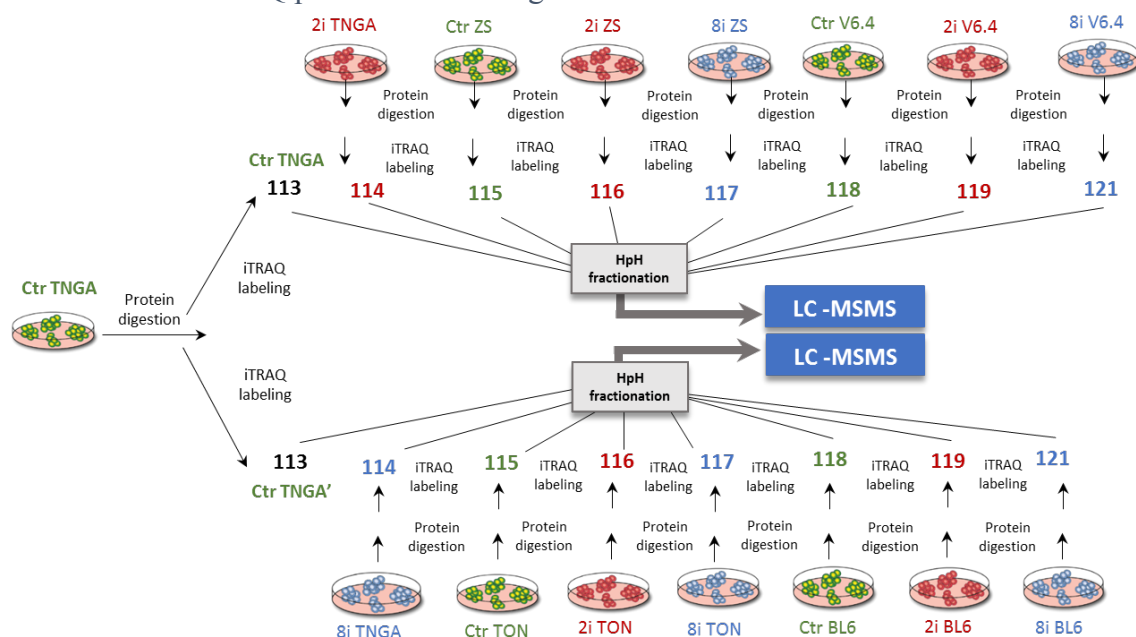 2i TNGA
Ctr ZS
2i ZS
8i ZS
Ctr V6.4
2i V6.4
8i V6.4
Protein digestion
Protein digestion
Protein digestion
Protein digestion
Protein digestion
Protein digestion
iTRAQ labeling
iTRAQ labeling
iTRAQ labeling
iTRAQ labeling
iTRAQ labeling
iTRAQ labeling
Ctr TNGA
113
114
115
116
117
118
119
121
HpH
fractionation
iTRAQ
labeling
Ctr TNGA
Protein
digestion
LC -MSMS
LC -MSMS
iTRAQ
labeling
HpH
fractionation
113
114
115
116
117
118
119
121
Ctr TNGA'
iTRAQ labeling
iTRAQ labeling
iTRAQ labeling
iTRAQ labeling
iTRAQ labeling
iTRAQ labeling
Protein digestion
Protein digestion
Protein digestion
Protein digestion
Protein digestion
Protein digestion
8i TNGA
Ctr TON
2i TON
8i TON
Ctr BL6
2i BL6
8i BL6